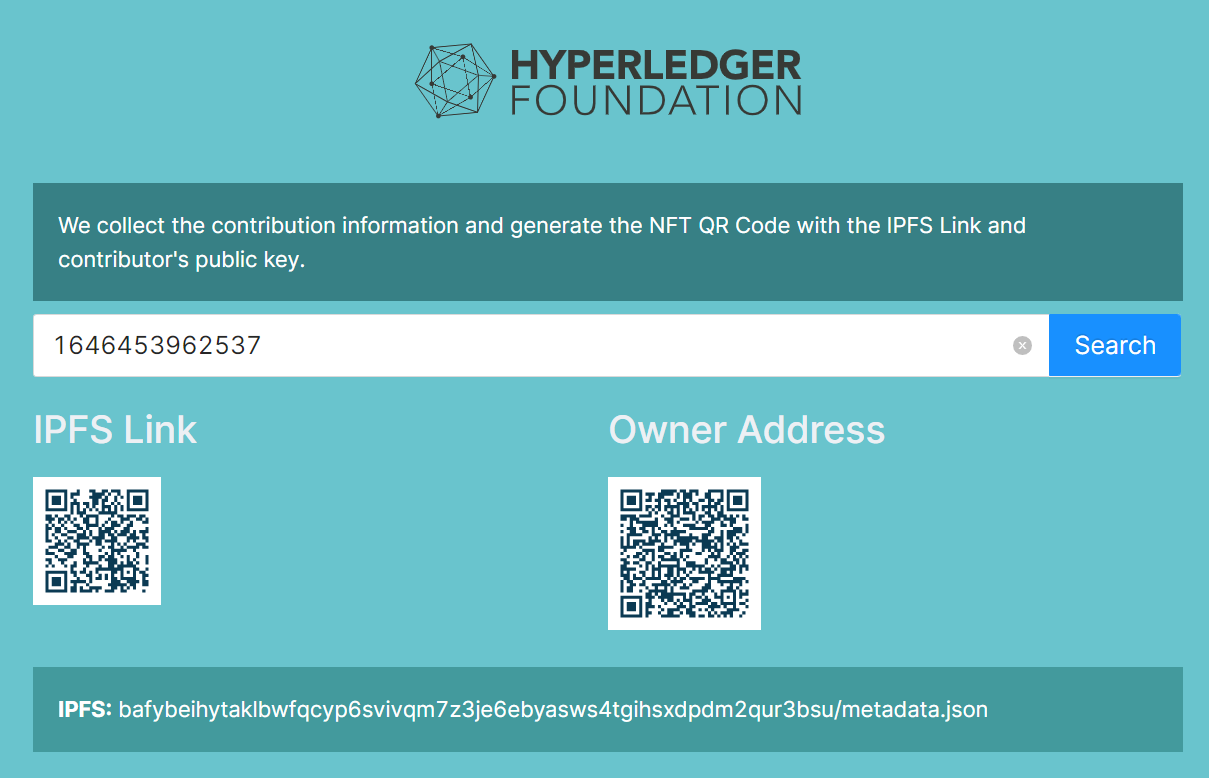 HYPERLEDGER
FOUNDATION
We collect the contribution information and generate the NFT QR Code with the IPFS Link and
contributor's public key.
1646453962537
Search
IPFS Link
Owner Address
IPFS: bafybeihytaklbwfqcyp6svivqm7z3je6ebyasws4tgihsxdpdm2qur3bsu/metadata.json